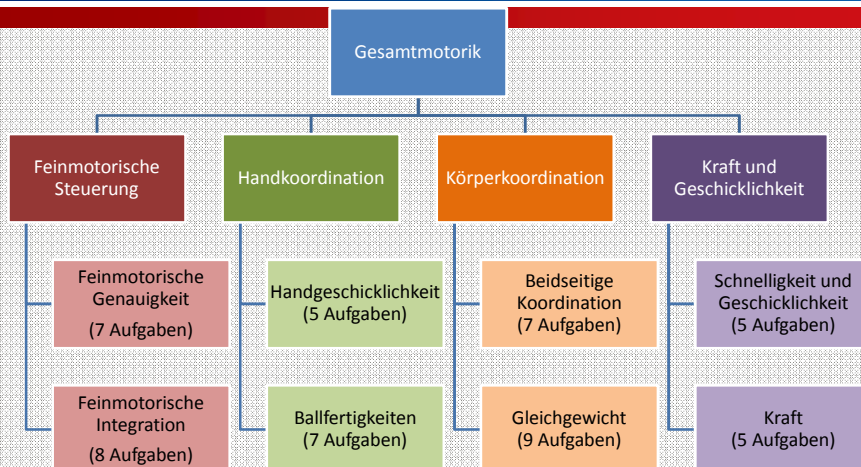 Gesamtmotorik
Feinmotorische
Steuerung
Handkoordination
Körperkoordination
Kraft und
Geschicklichkeit
Feinmotorische
Genauigkeit
(7 Aufgaben)
Handgeschicklichkeit
(5 Aufgaben)
Beidseitige
Koordination
(7 Aufgaben)
Schnelligkeit und
Geschicklichkeit
(5 Aufgaben)
Feinmotorische
Integration
(8 Aufgaben)
Ballfertigkeiten
(7 Aufgaben)
Gleichgewicht
(9 Aufgaben)
Kraft
(5 Aufgaben)